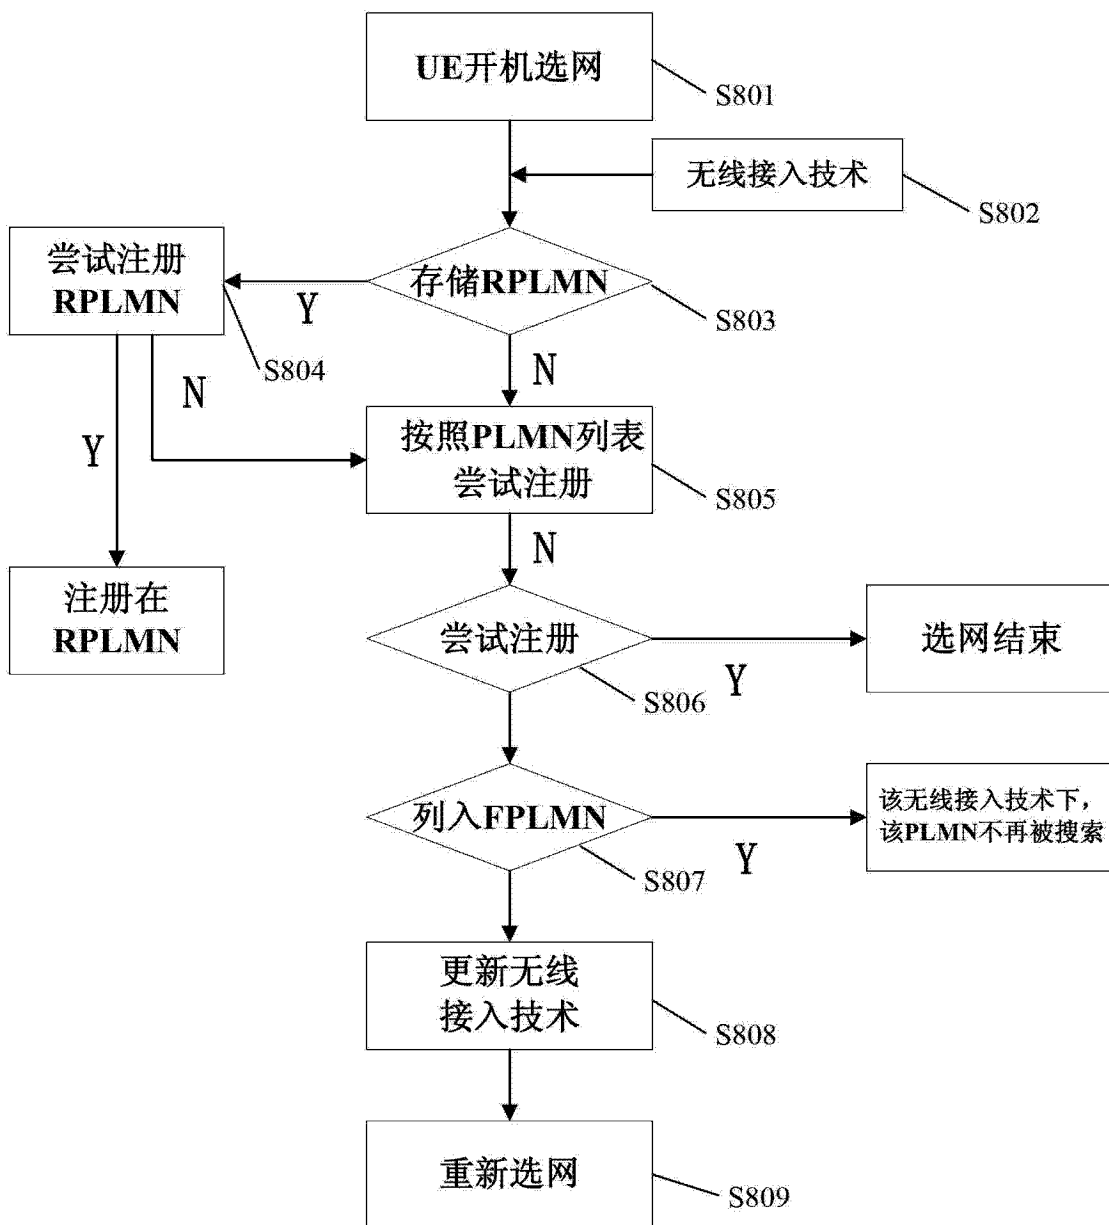 UE开机选网
S801
无线接入技术
S802
尝试注册
RPLMN
存储RPLMN
S803
Y
S804
N
N
按照PLMN列表
尝试注册
S805
Y
N
注册在
RPLMN
尝试注册
选网结束
Y
S806
列入FPLMN
该无线接入技术下，
该PLMN不再被搜索
Y
S807
更新无线
接入技术
S808
重新选网
S809